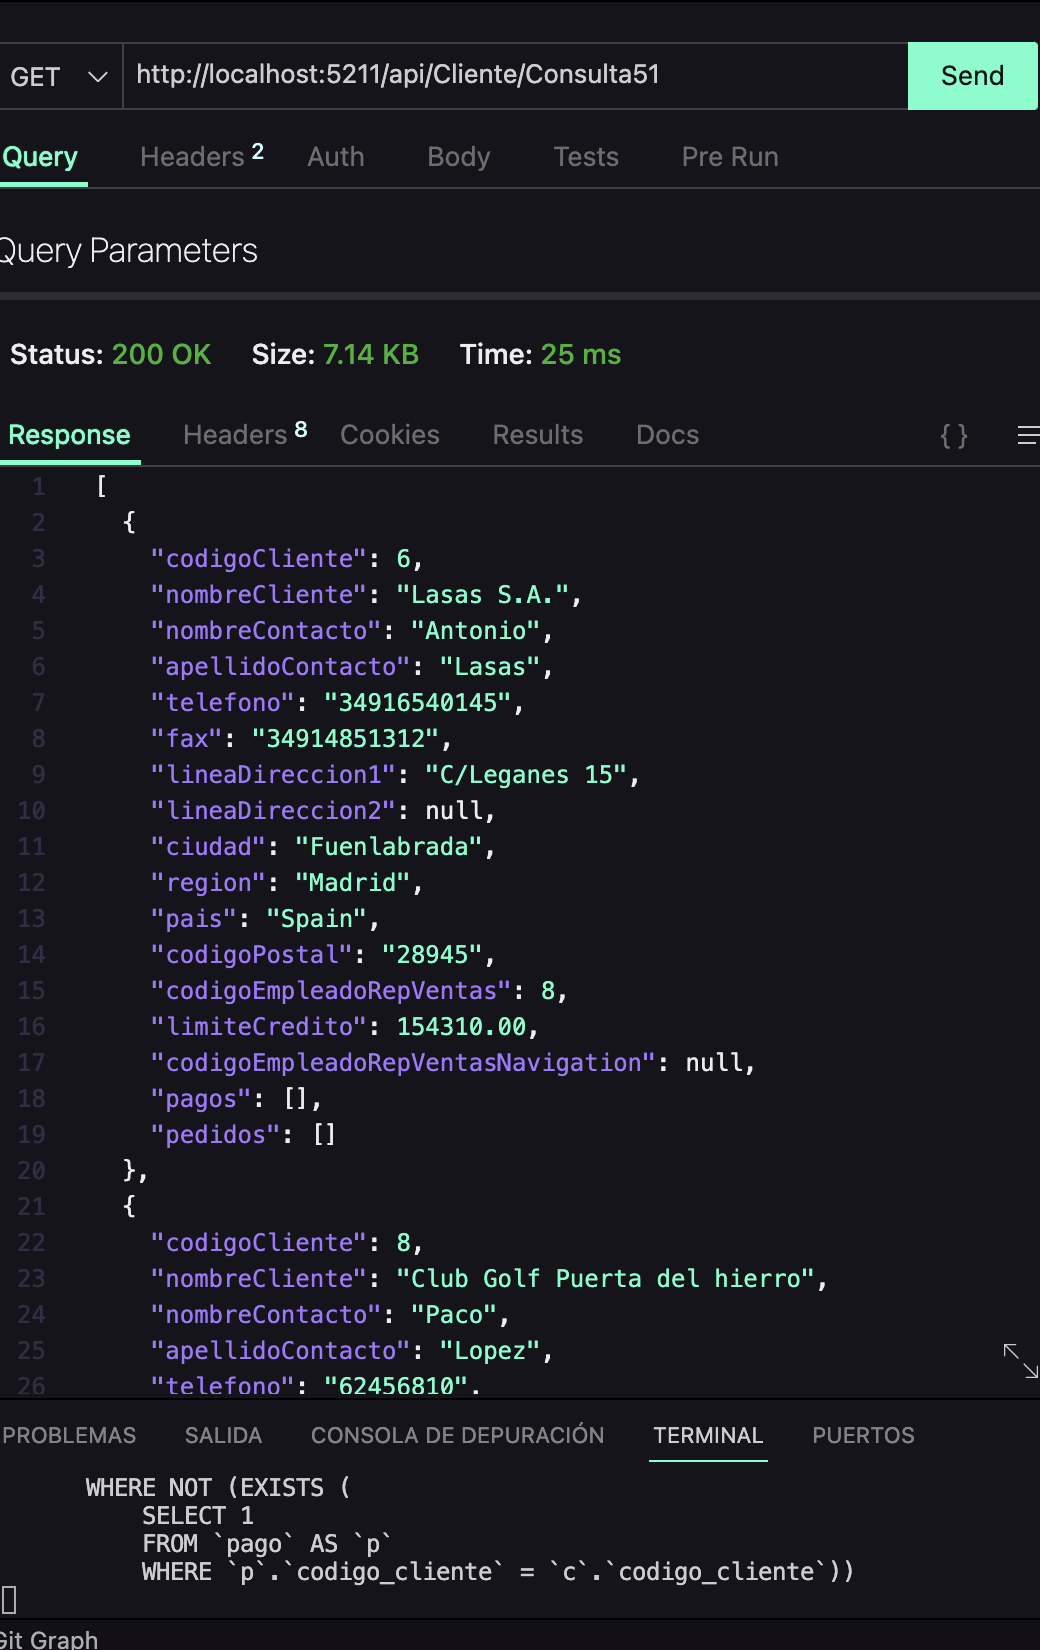 GET http://localhost:5211/api/Cliente/Consulta51 Send
Query Headers 2 Auth Body Tests Pre Run
Query Parameters
Status: 200 OK Size: 7.14 KB Time: 25 ms
Response Headers 8 Cookies Results Docs { }
1 [
2 {
3 "codigoCliente": 6,
4 "nombreCliente": "Lasas S.A.",
5 "nombreContacto": "Antonio",
6 "apellidoContacto": "Lasas",
7 "telefono": "34916540145",
8 "fax": "34914851312",
9 "lineaDireccion1": "C/Leganes 15",
10 "lineaDireccion2": null,
11 "ciudad": "Fuenlabrada",
12 "region": "Madrid",
13 "pais": "Spain",
14 "codigoPostal": "28945",
15 "codigoEmpleadoRepVentas": 8,
16 "limiteCredito": 154310.00,
17 "codigoEmpleadoRepVentasNavigation": null,
18 "pagos": [],
19 "pedidos": []
20 },
21 {
22 "codigoCliente": 8,
23 "nombreCliente": "Club Golf Puerta del hierro",
24 "nombreContacto": "Paco",
25 "apellidoContacto": "Lopez",
26 "telefono": "62456810",
PROBLEMAS SALIDA CONSOLA DE DEPURACIÓN TERMINAL PUERTOS
WHERE NOT (EXISTS (
SELECT 1
FROM `pago` AS `p`
WHERE `p`.`codigo_cliente` = `c`.`codigo_cliente`))
Git Graph